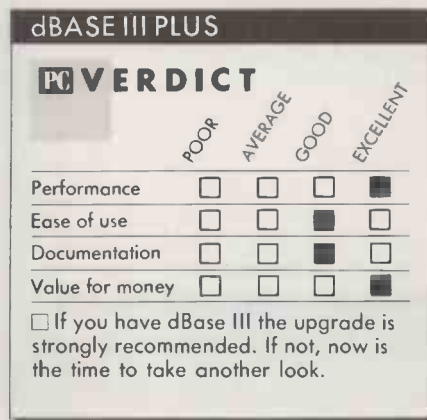 dBASE III PLUS
PC VERDICT
POOR
AVERAGE
GOOD
EXCELLENT
Performance
Ease of use
Documentation
Value for money
If you have dBase III the upgrade is
strongly recommended. If not, now is
the time to take another look.